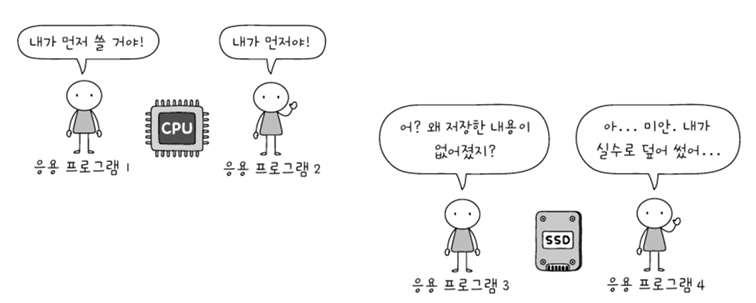 내가 먼저 쓸 거야!
내가 먼저야!
CPU
응용 프로그램 1
응용 프로그램 2
어? 왜 저장한 내용이
없어졌지?
아... 미안. 내가
실수로 덮어 썼어...
SSD
응용 프로그램 3
응용 프로그램 4